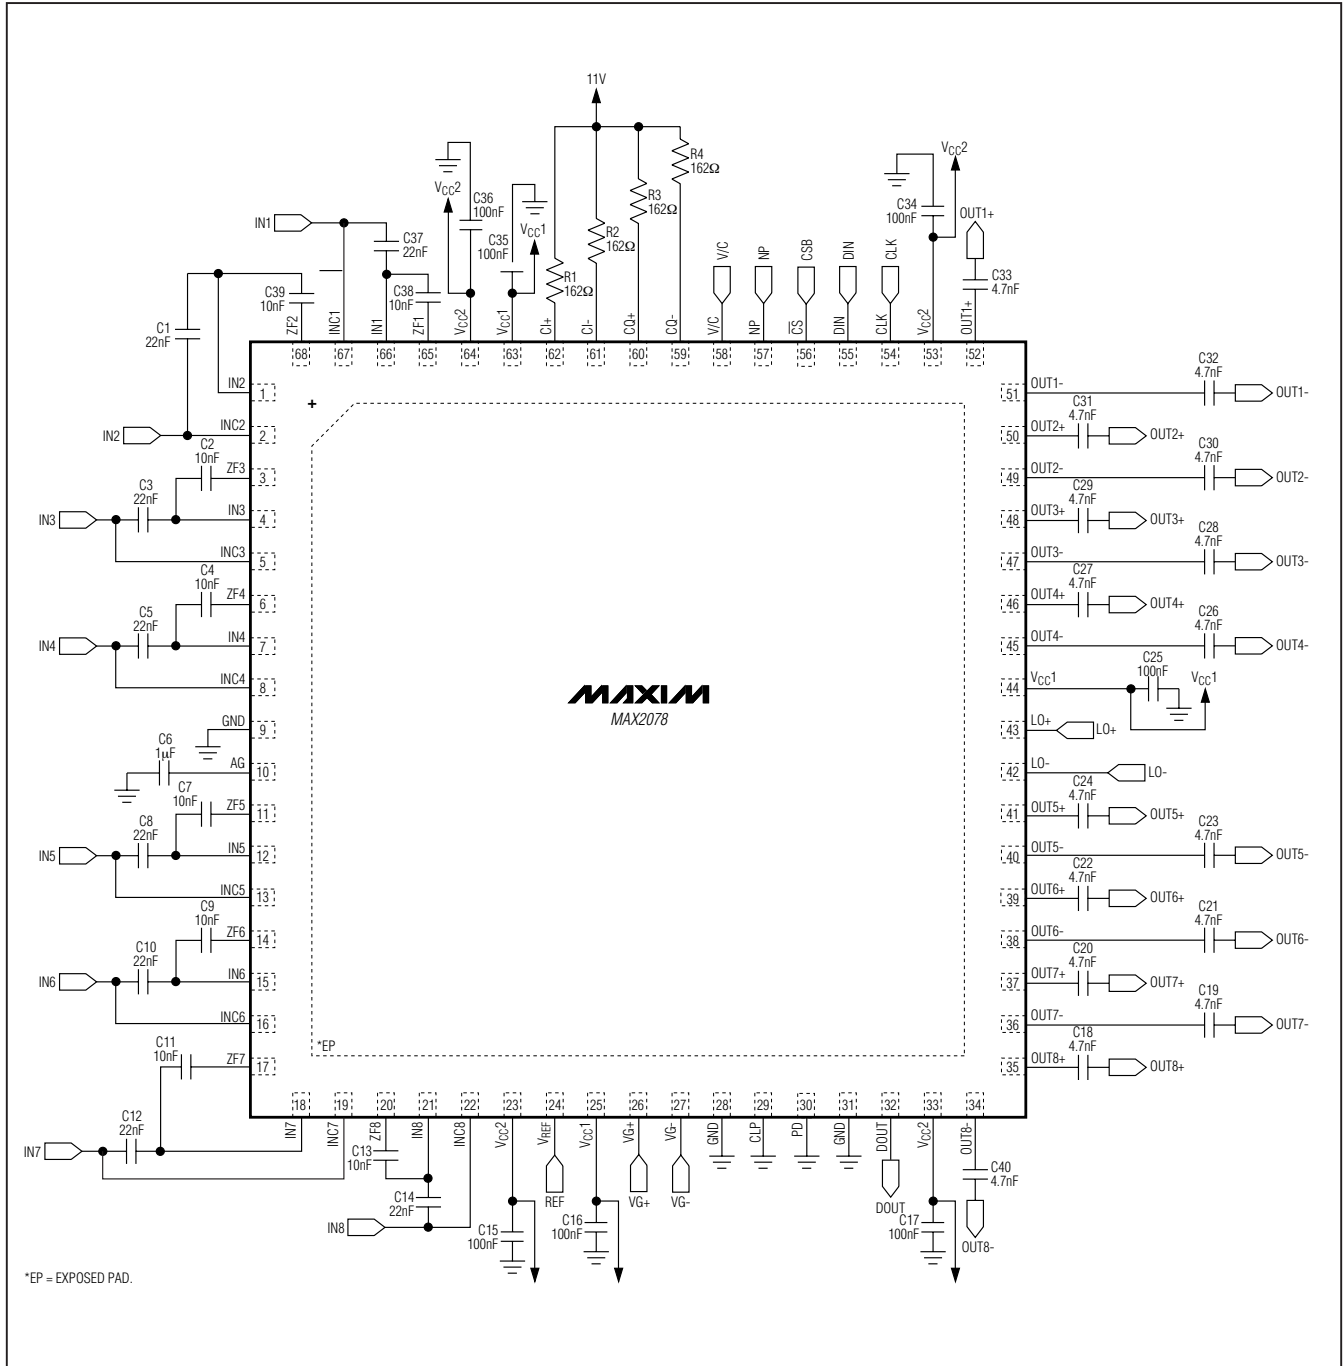 11V
R4
162Ω
R3
162Ω
R2
162Ω
R1
162Ω
VCC2
C36
100nF
C35
100nF
VCC1
IN1
C37
22nF
C38
10nF
C39
10nF
C1
22nF
V/C
NP
CSB
DIN
CLK
C34
100nF
VCC2
OUT1+
C33
4.7nF
ZF2
INC1
IN1
ZF1
VCC2
VCC1
CI+
CI-
CQ+
CQ-
V/C
NP
CS
DIN
CLK
VCC2
OUT1+
68
67
66
65
64
63
62
61
60
59
58
57
56
55
54
53
52
IN2
1
IN2
INC2
2
C2
10nF
ZF3
3
C3
22nF
IN3
IN3
4
INC3
5
C4
10nF
ZF4
6
C5
22nF
IN4
IN4
7
INC4
8
GND
9
C6
1µF
AG
10
C7
10nF
ZF5
11
C8
22nF
IN5
IN5
12
INC5
13
C9
10nF
ZF6
14
C10
22nF
IN6
IN6
15
INC6
16
C11
10nF
ZF7
17
C12
22nF
IN7
+
MAXIM
MAX2078
*EP
51
OUT1-
C32
4.7nF
OUT1-
50
OUT2+
C31
4.7nF
OUT2+
49
OUT2-
C30
4.7nF
OUT2-
48
OUT3+
C29
4.7nF
OUT3+
47
OUT3-
C28
4.7nF
OUT3-
46
OUT4+
C27
4.7nF
OUT4+
45
OUT4-
C26
4.7nF
OUT4-
44
VCC1
C25
100nF
VCC1
43
LO+
LO+
42
LO-
LO-
41
OUT5+
C24
4.7nF
OUT5+
40
OUT5-
C23
4.7nF
OUT5-
39
OUT6+
C22
4.7nF
OUT6+
38
OUT6-
C21
4.7nF
OUT6-
37
OUT7+
C20
4.7nF
OUT7+
36
OUT7-
C19
4.7nF
OUT7-
35
OUT8+
C18
4.7nF
OUT8+
18
19
20
21
22
23
24
25
26
27
28
29
30
31
32
33
34
IN7
INC7
ZF8
IN8
INC8
VCC2
VREF
VCC1
VG+
VG-
GND
CLP
PD
GND
DOUT
VCC2
OUT8-
C13
10nF
C14
22nF
IN8
C15
100nF
REF
C16
100nF
VG+
VG-
DOUT
C17
100nF
C40
4.7nF
OUT8-
*EP = EXPOSED PAD.